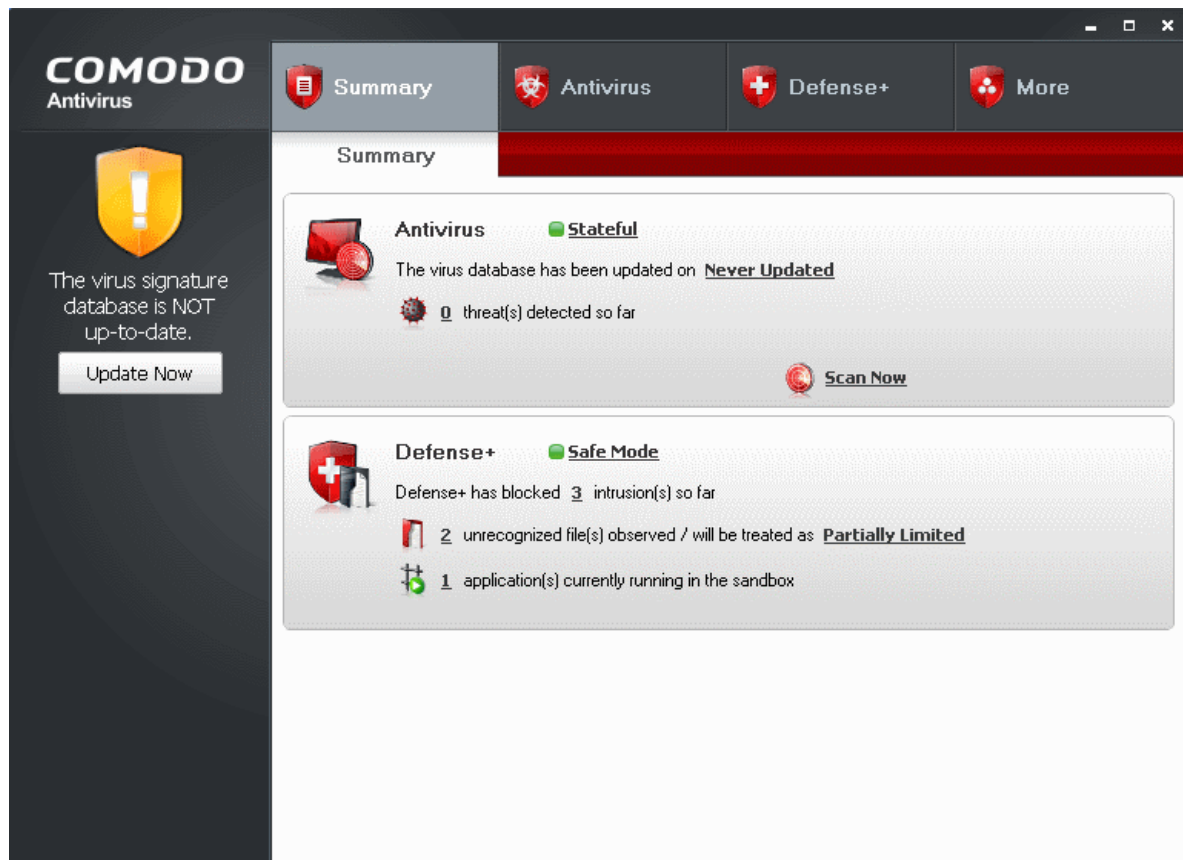 COMODO
Antivirus
Summary
Antivirus
Defense+
More
Summary
The virus signature
database is NOT
up-to-date.
Update Now
Antivirus
Stateful
The virus database has been updated on Never Updated
0 threat(s) detected so far
Scan Now
Defense+
Safe Mode
Defense+ has blocked 3 intrusion(s) so far
2 unrecognized file(s) observed / will be treated as Partially Limited
1 application(s) currently running in the sandbox